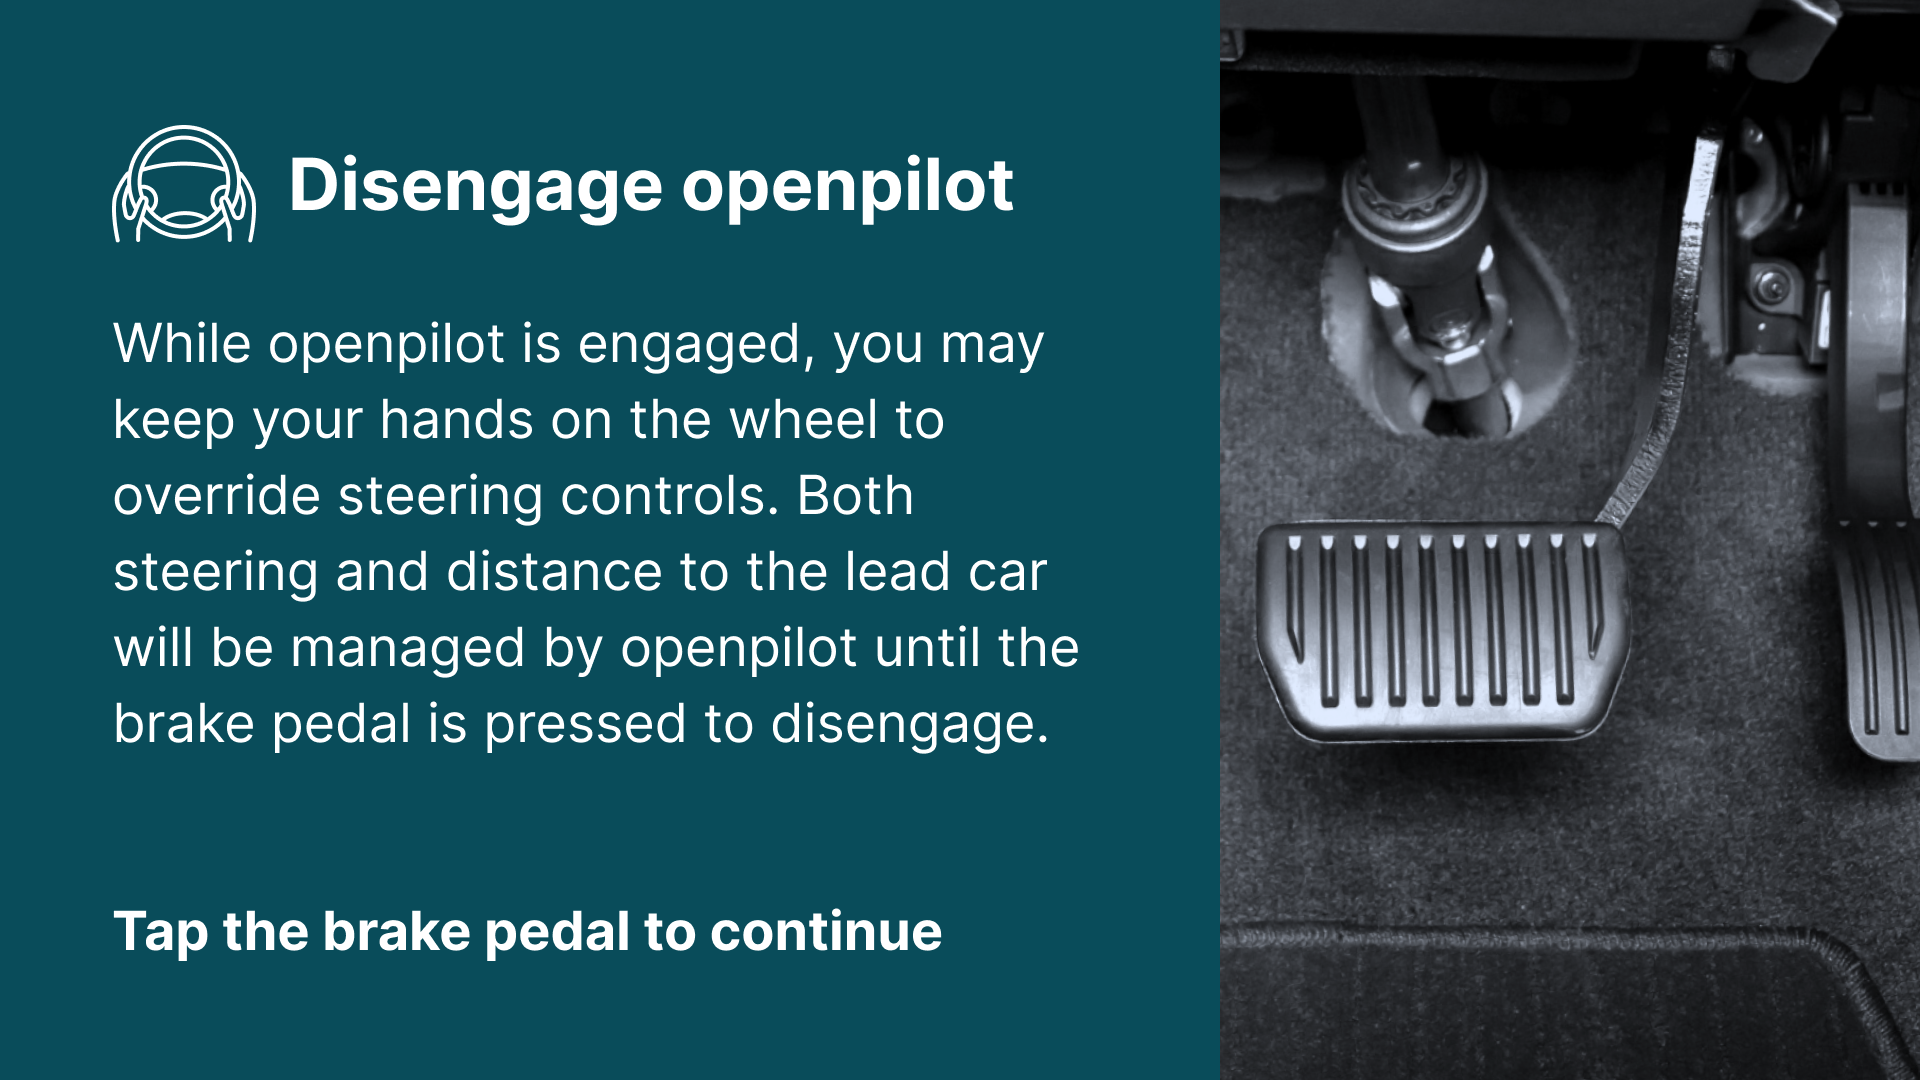 Disengage openpilot
While openpilot is engaged, you may
keep your hands on the wheel to
override steering controls. Both
steering and distance to the lead car
will be managed by openpilot until the
brake pedal is pressed to disengage.
Tap the brake pedal to continue